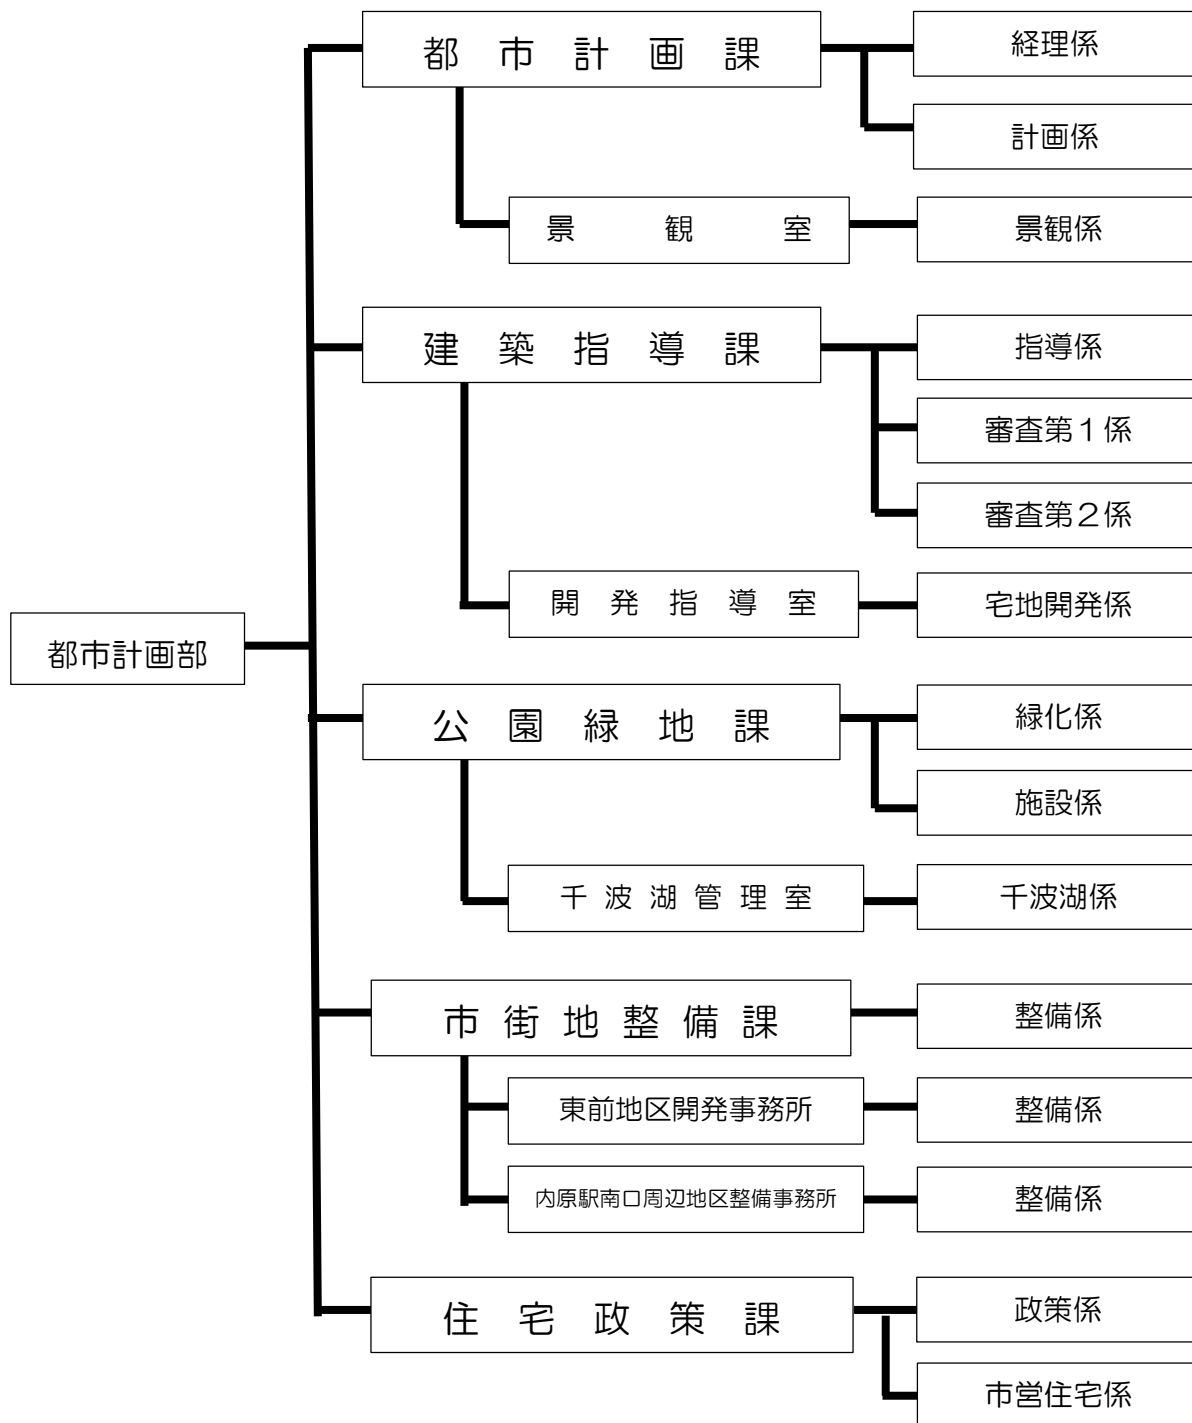 都市計画課
経理係
計画係
景観室
景観係
建築指導課
指導係
審査第１係
審査第２係
開発指導室
宅地開発係
都市計画部
公園緑地課
緑化係
施設係
千波湖管理室
千波湖係
市街地整備課
整備係
東前地区開発事務所
整備係
内原駅南口周辺地区整備事務所
整備係
住宅政策課
政策係
市営住宅係